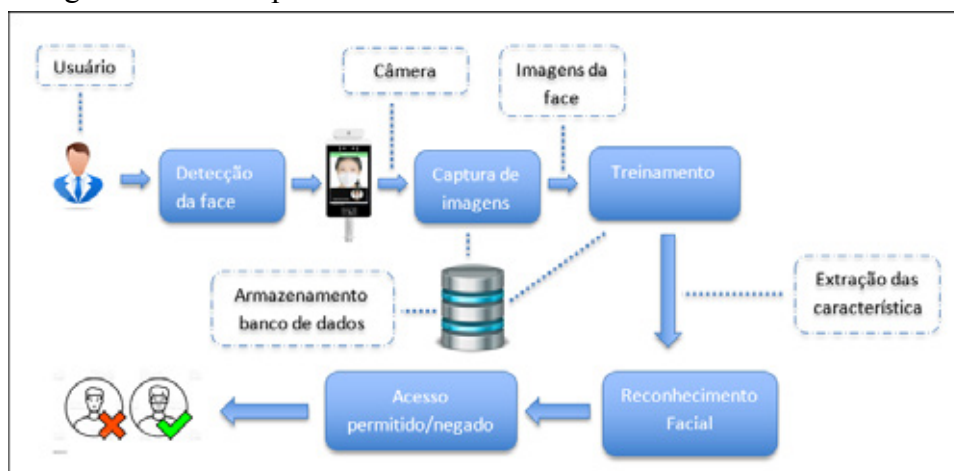 Usuário
Câmera
Imagens da
face
Detecção
da face
Captura de
imagens
Treinamento
Armazenamento
banco de dados
Extração das
característica
Acesso
permitido/negado
Reconhecimento
Facial